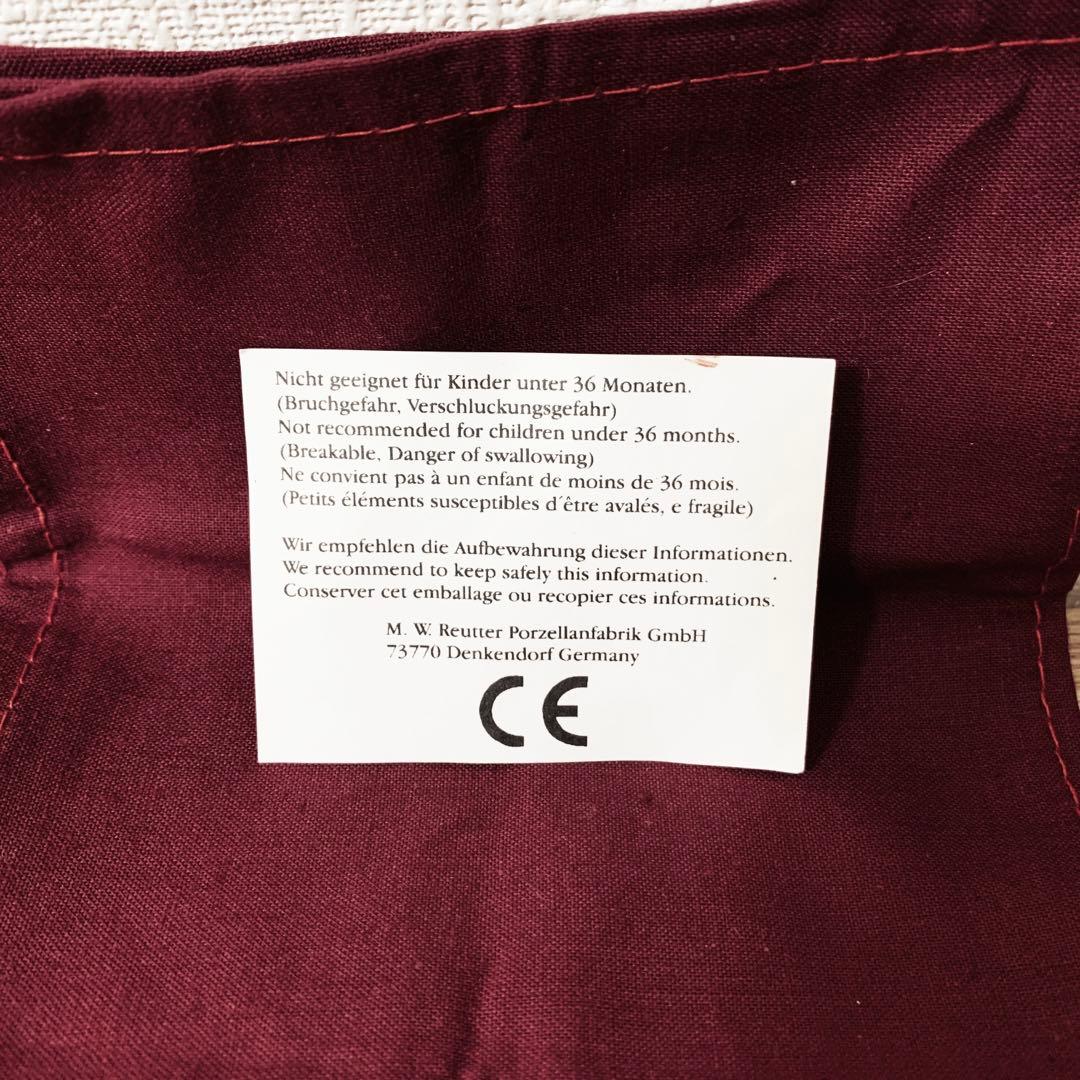 Nicht geeignet für Kinder unter 36 Monaten.
(Bruchgefahr, Verschluckungsgefahr)
Not recommended for children under 36 months.
(Breakable, Danger of swallowing)
Ne convient pas à un enfant de moins de 36 mois.
(Petits éléments susceptibles d´être avalés, e fragile)
Wir empfehlen die Aufbewahrung dieser Informationen.
We recommend to keep safely this information.
Conserver cet emballage ou recopier ces informations.
M. W. Reutter Porzellanfabrik GmbH
73770 Denkendorf Germany
CE